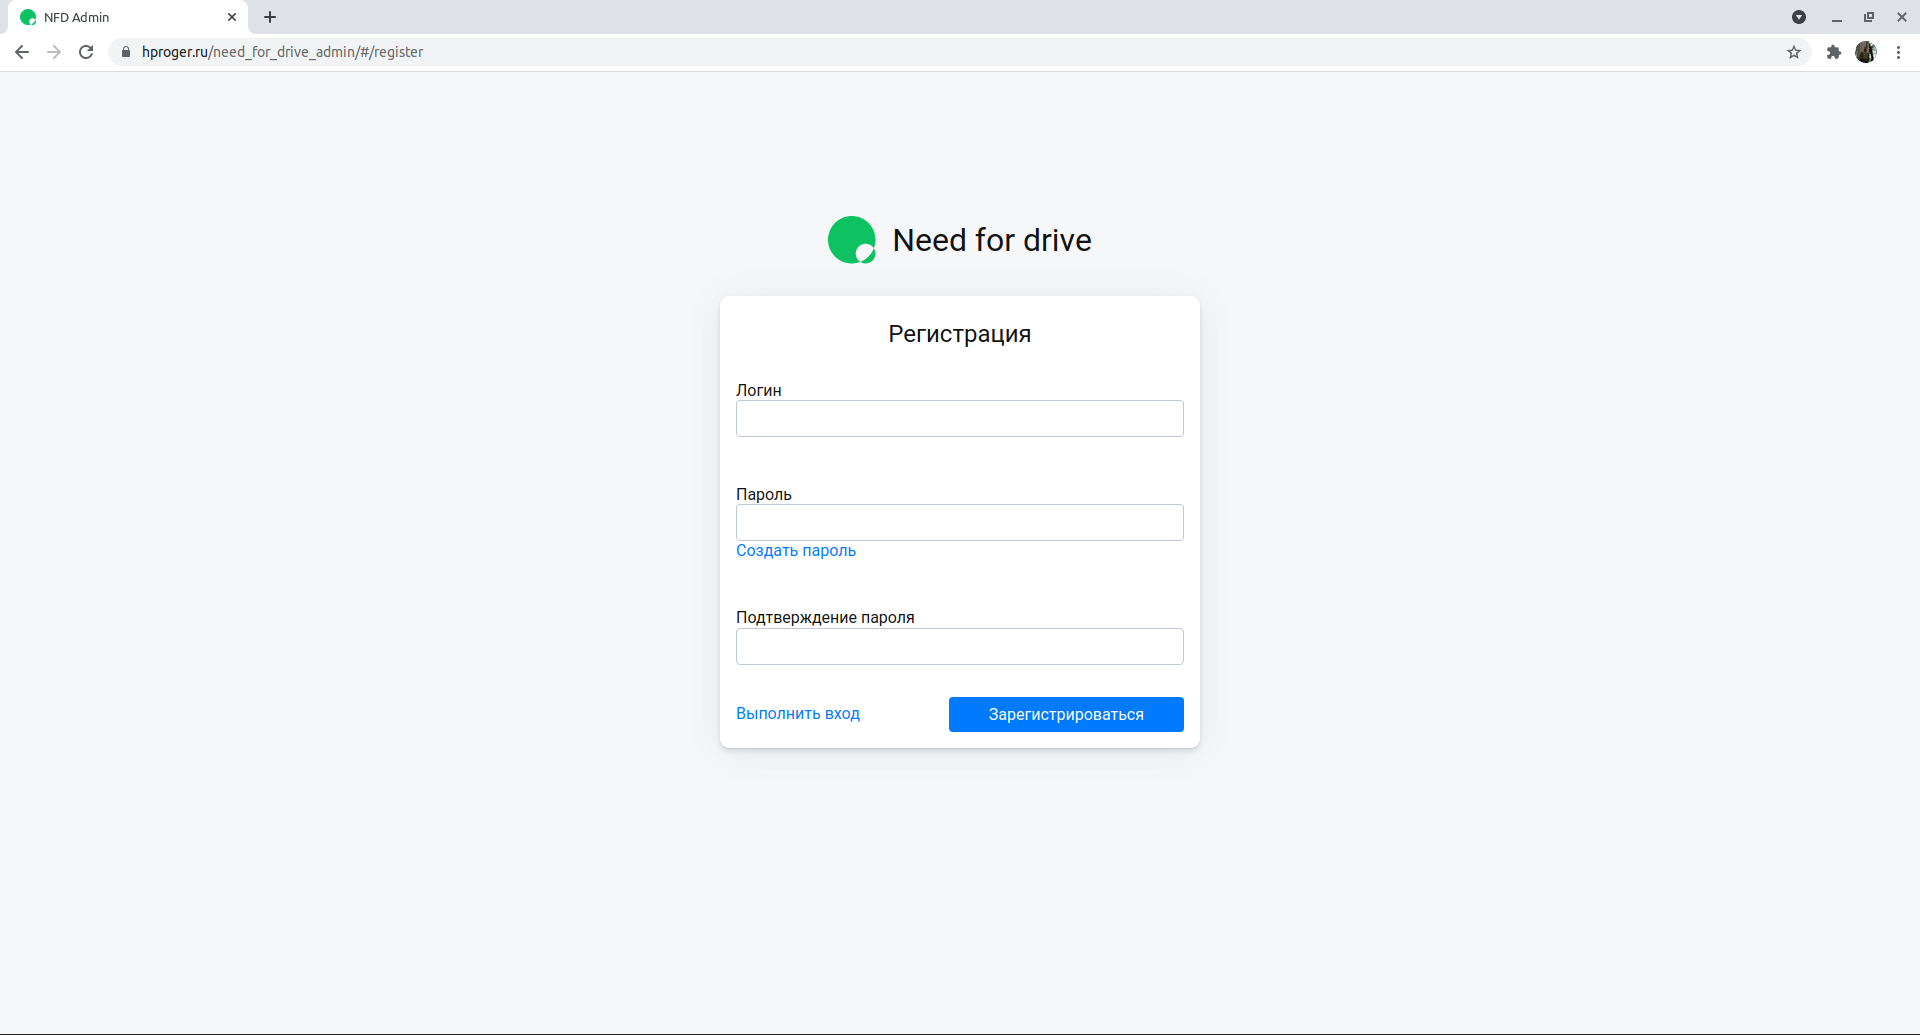 NFD Admin
hproger.ru/need_for_drive_admin/#/register
Need for drive
Регистрация
Логин
Пароль
Создать пароль
Подтверждение пароля
Выполнить вход
Зарегистрироваться